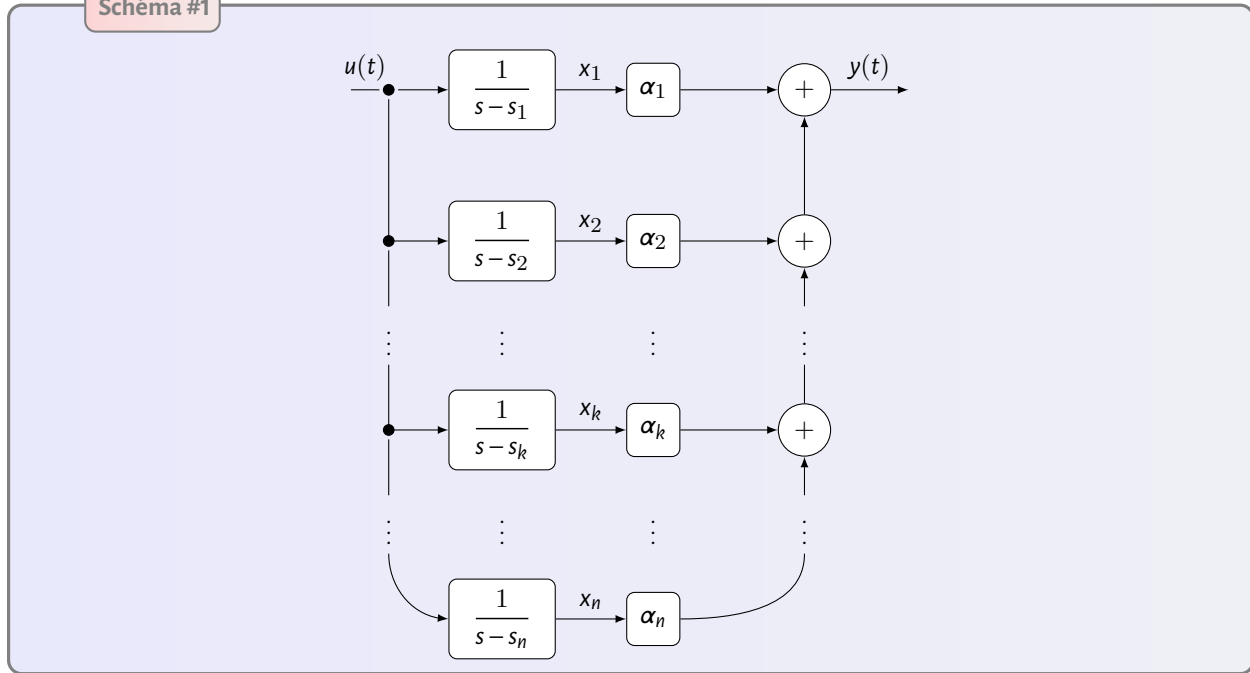 Schéma #1
u(t) 1/(s−s₁) x₁ α₁ + y(t)
1/(s−s₂) x₂ α₂ +
⋮ ⋮ ⋮ ⋮
1/(s−sₖ) xₖ αₖ +
⋮ ⋮ ⋮ ⋮
1/(s−sₙ) xₙ αₙ